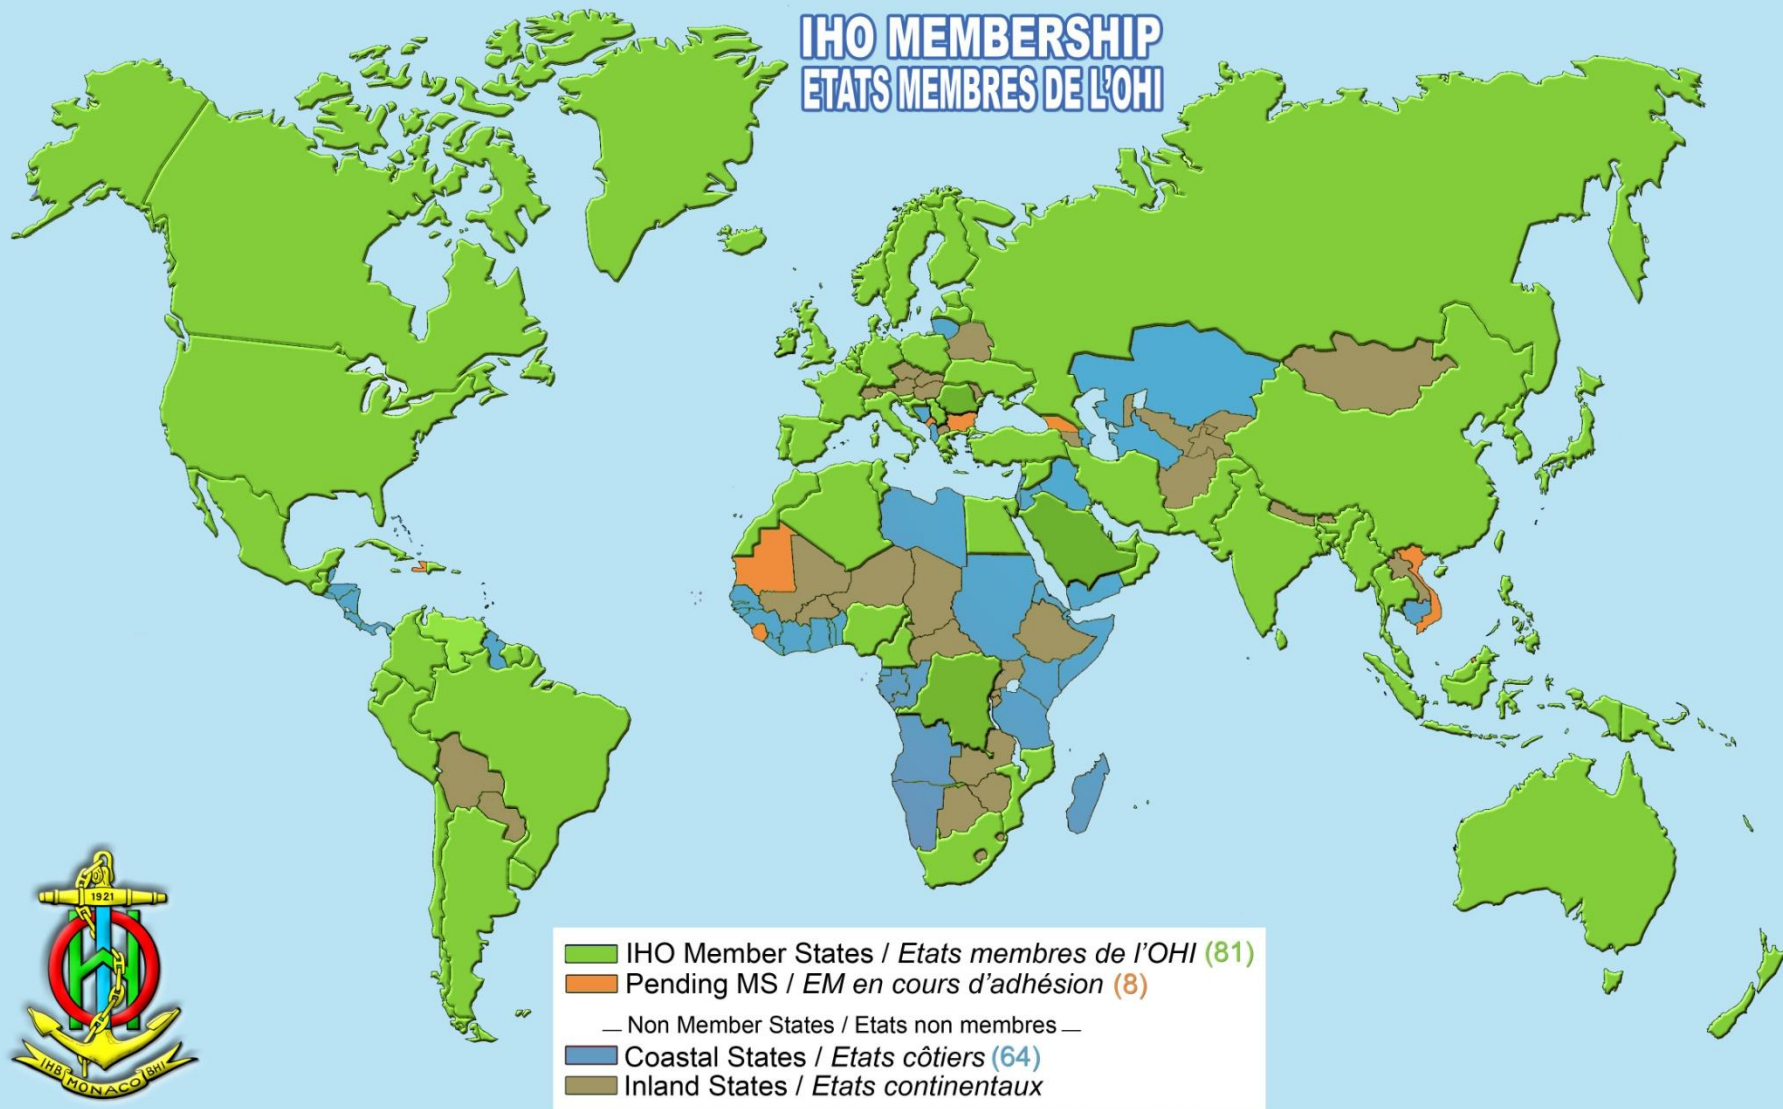 IHO MEMBERSHIP
ETATS MEMBRES DE L'OHI
1921
IHB MONACO BHI
IHO Member States / Etats membres de l'OHI (81)
Pending MS / EM en cours d'adhésion (8)
— Non Member States / Etats non membres —
Coastal States / Etats côtiers (64)
Inland States / Etats continentaux